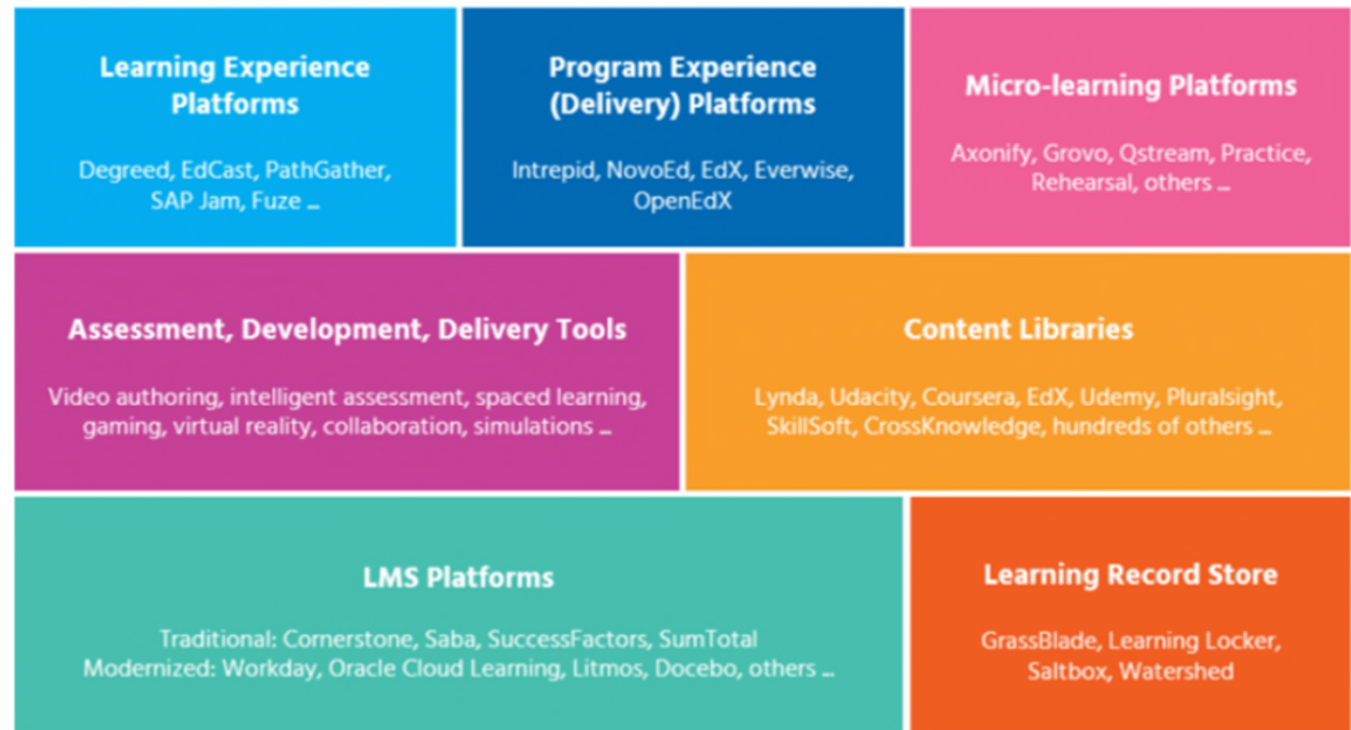 Learning Experience
Platforms
Degreed, EdCast, PathGather,
SAP Jam, Fuze ...
Program Experience
(Delivery) Platforms
Intrepid, NovoEd, EdX, Everwise,
OpenEdX
Micro-learning Platforms
Axonify, Grovo, Qstream, Practice,
Rehearsal, others ...
Assessment, Development, Delivery Tools
Video authoring, intelligent assessment, spaced learning,
gaming, virtual reality, collaboration, simulations ...
Content Libraries
Lynda, Udacity, Coursera, EdX, Udemy, Pluralsight,
SkillSoft, CrossKnowledge, hundreds of others ...
LMS Platforms
Traditional: Cornerstone, Saba, SuccessFactors, SumTotal
Modernized: Workday, Oracle Cloud Learning, Litmos, Docebo, others ...
Learning Record Store
GrassBlade, Learning Locker,
Saltbox, Watershed